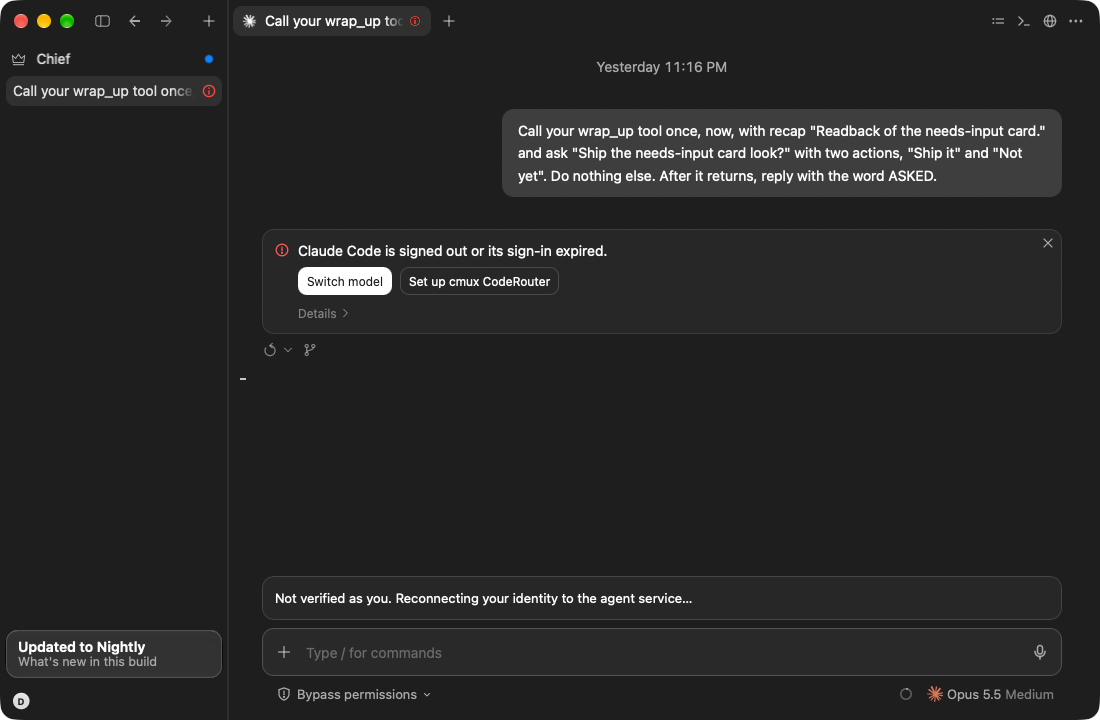 Call your wrap_up too
Chief
Call your wrap_up tool once
Yesterday 11:16 PM
Call your wrap_up tool once, now, with recap "Readback of the needs-input card."
and ask "Ship the needs-input card look?" with two actions, "Ship it" and "Not
yet". Do nothing else. After it returns, reply with the word ASKED.
Claude Code is signed out or its sign-in expired.
Switch model
Set up cmux CodeRouter
Details
Not verified as you. Reconnecting your identity to the agent service...
Type / for commands
Bypass permissions
Opus 5.5 Medium
Updated to Nightly
What's new in this build
D